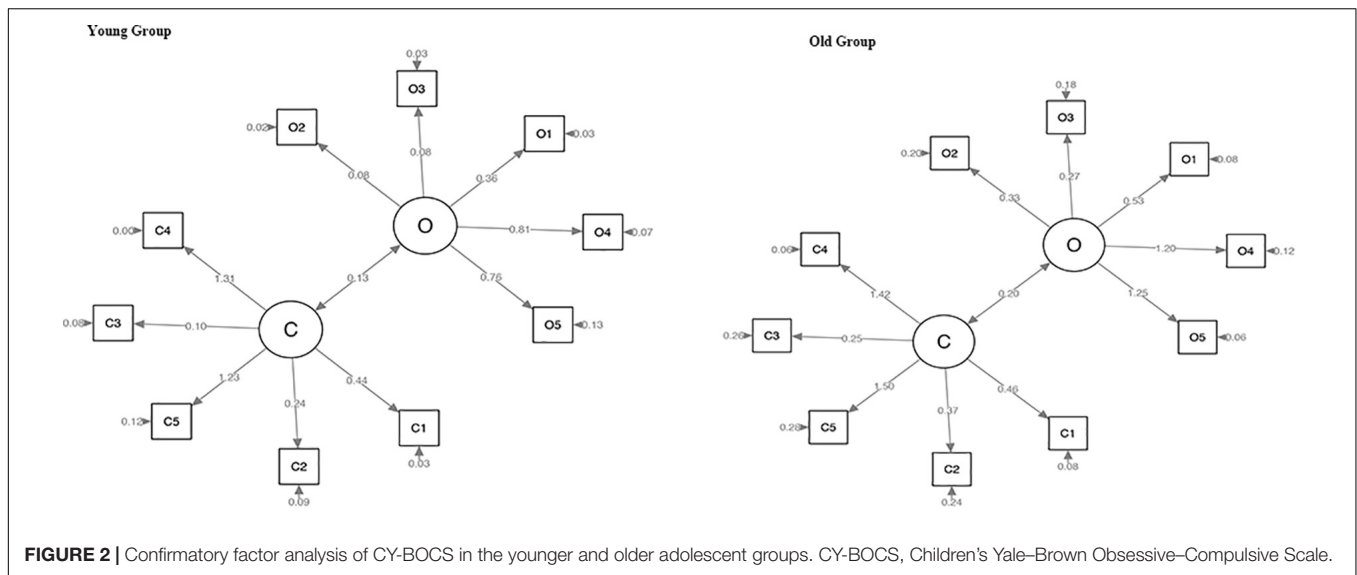 Young Group
0.03
O3
0.02
O2
O1
0.03
0.08
0.08
0.36
C4
0.00
O
0.81
O4
0.07
1.31
0.13
0.76
C3
0.08
0.10
C
O5
0.13
1.23
0.24
0.44
C5
0.12
C1
0.03
C2
0.09
Old Group
0.18
O3
0.20
O2
O1
0.08
0.27
0.33
0.53
C4
0.06
O
1.20
O4
0.12
1.42
0.20
1.25
C3
0.26
0.25
C
O5
0.06
1.50
0.37
0.46
C5
0.28
C1
0.08
C2
0.24
FIGURE 2 | Confirmatory factor analysis of CY-BOCS in the younger and older adolescent groups. CY-BOCS, Children's Yale–Brown Obsessive–Compulsive Scale.